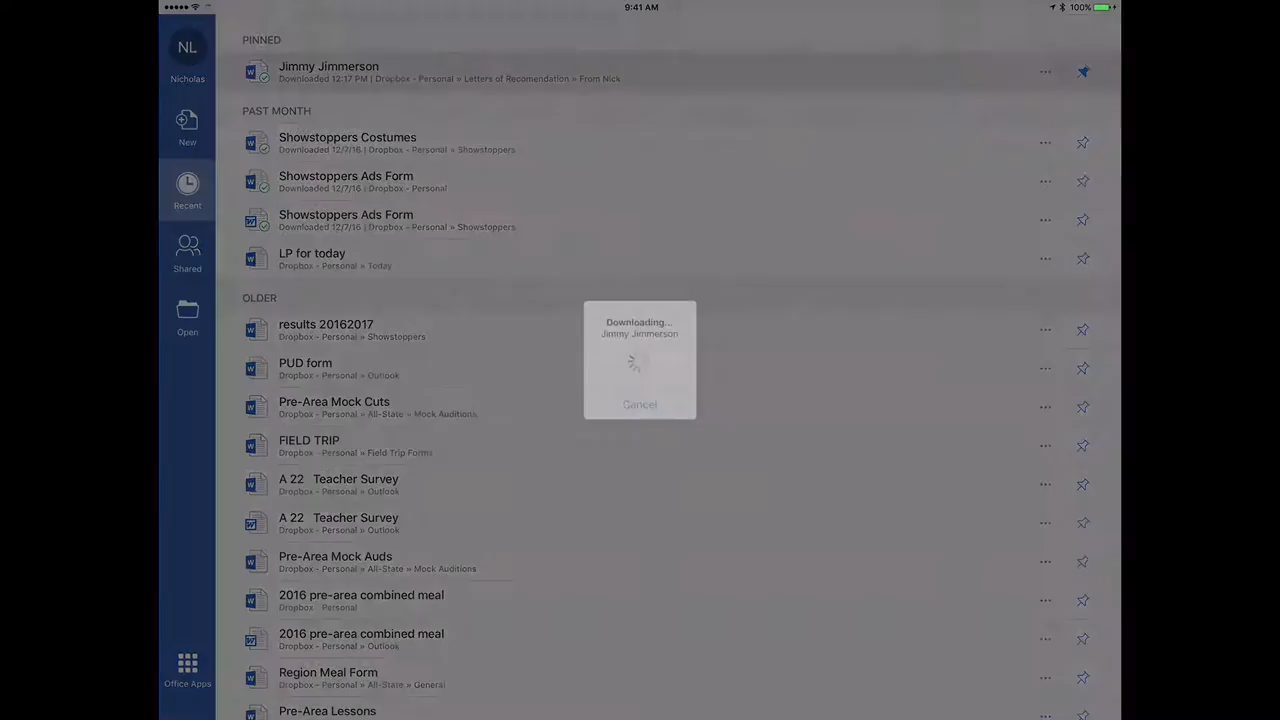 9:41 AM
100%
NL
Nicholas
New
Recent
Shared
Open
Office Apps
PINNED
Jimmy Jimmerson
Downloaded 12:17 PM | Dropbox - Personal » Letters of Recomendation » From Nick
PAST MONTH
Showstoppers Costumes
Downloaded 12/7/16 | Dropbox - Personal » Showstoppers
Showstoppers Ads Form
Downloaded 12/7/16 | Dropbox - Personal
Showstoppers Ads Form
Downloaded 12/7/16 | Dropbox - Personal » Showstoppers
LP for today
Dropbox - Personal » Today
OLDER
results 20162017
Dropbox - Personal » Showstoppers
PUD form
Dropbox - Personal » Outlook
Pre-Area Mock Cuts
Dropbox - Personal » All-State » Mock Auditions
FIELD TRIP
Dropbox - Personal » Field Trip Forms
A 22 Teacher Survey
Dropbox - Personal » Outlook
A 22 Teacher Survey
Dropbox - Personal » Outlook
Pre-Area Mock Auds
Dropbox - Personal » All-State » Mock Auditions
2016 pre-area combined meal
Dropbox - Personal
2016 pre-area combined meal
Dropbox - Personal » Outlook
Region Meal Form
Dropbox - Personal » All-State » General
Pre-Area Lessons
Downloading...
Jimmy Jimmerson
Cancel